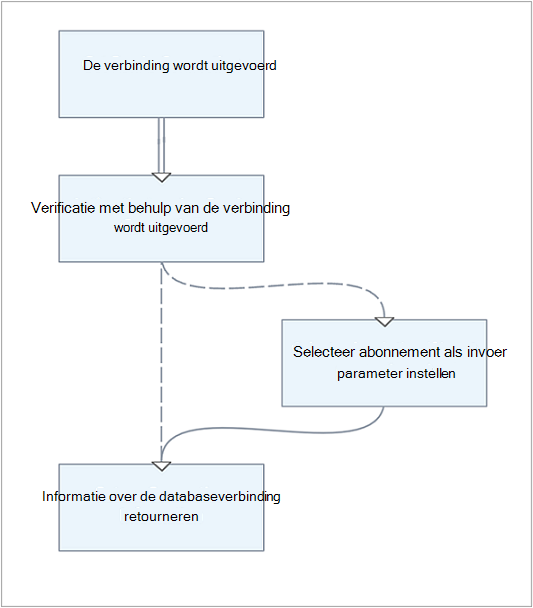 De verbinding wordt uitgevoerd
Verificatie met behulp van de verbinding
wordt uitgevoerd
Selecteer abonnement als invoer
parameter instellen
Informatie over de databaseverbinding
retourneren